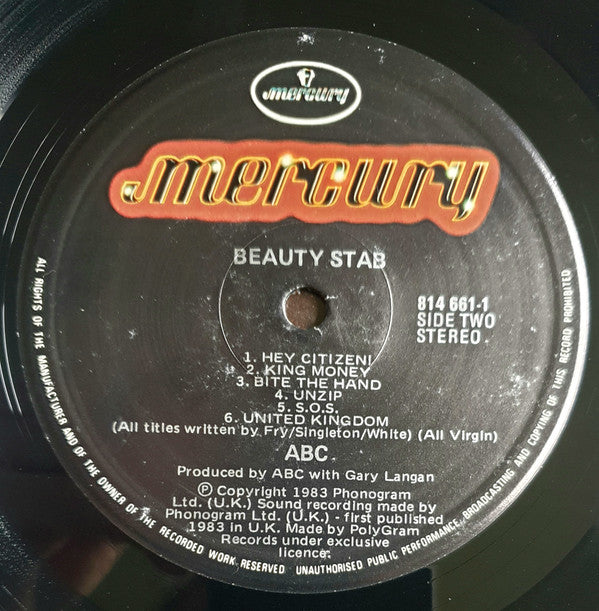 mercury
mercury
BEAUTY STAB
814 661-1
SIDE TWO
STEREO
1. HEY CITIZEN!
2. KING MONEY
3. BITE THE HAND
4. UNZIP
5. S.O.S.
6. UNITED KINGDOM
(All titles written by Fry/Singleton/White) (All Virgin)
ABC
Produced by ABC with Gary Langan
Ⓟ Copyright 1983 Phonogram
Ltd. (U.K.) Sound recording made by
Phonogram Ltd. (U.K.) - first published
1983 in U.K. Made by PolyGram
Records under exclusive
licence.
ALL RIGHTS OF THE MANUFACTURER AND OF THE OWNER OF THE RECORDED WORK RESERVED. UNAUTHORISED PUBLIC PERFORMANCE, BROADCASTING AND COPYING OF THIS RECORD PROHIBITED